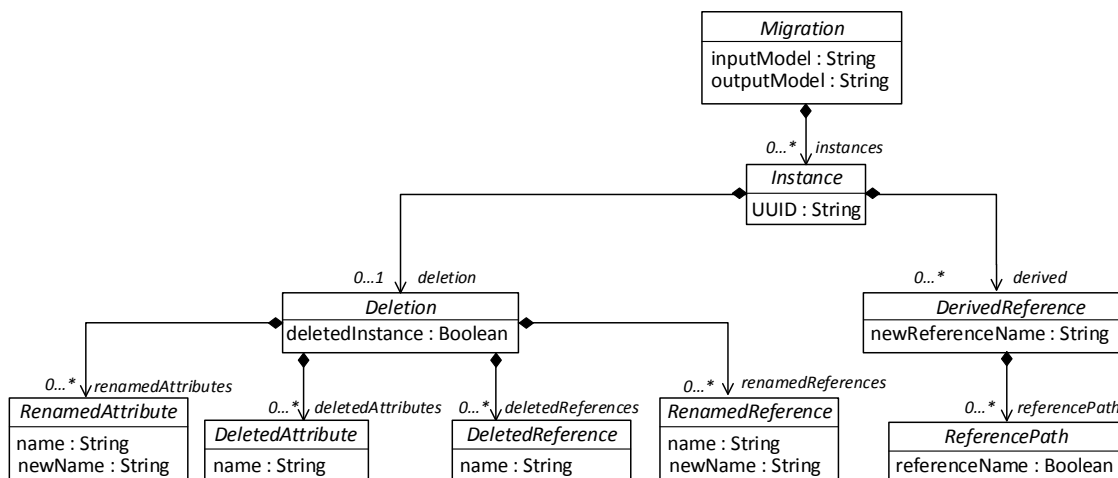 Migration
inputModel : String
outputModel : String
0...* instances
Instance
UUID : String
0...1 deletion
0...* derived
Deletion
deletedInstance : Boolean
DerivedReference
newReferenceName : String
0...* renamedAttributes
0...* deletedAttributes
0...* deletedReferences
0...* renamedReferences
0...* referencePath
RenamedAttribute
name : String
newName : String
DeletedAttribute
name : String
DeletedReference
name : String
RenamedReference
name : String
newName : String
ReferencePath
referenceName : Boolean